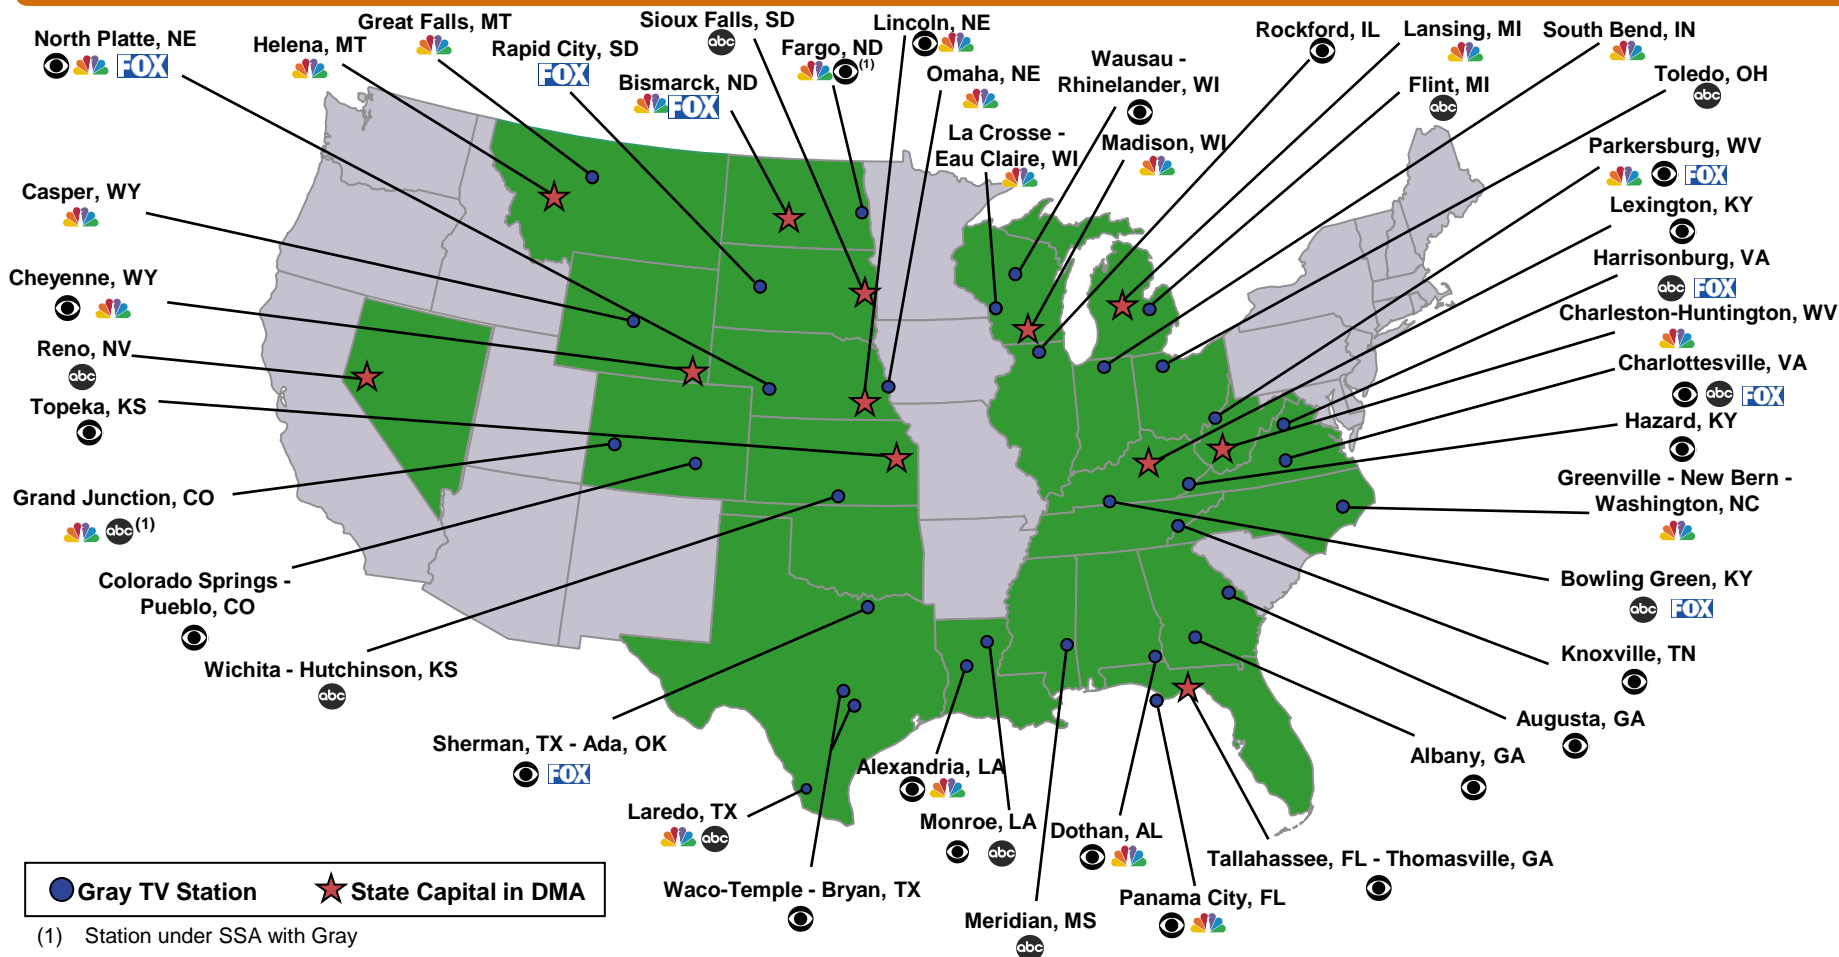 Great Falls, MT
Sioux Falls, SD
abc
Lincoln, NE
North Platte, NE
FOX
Helena, MT
Rapid City, SD
FOX
Fargo, ND
(1)
Bismarck, ND
FOX
Omaha, NE
Wausau -
Rhinelander, WI
Rockford, IL
Lansing, MI
South Bend, IN
Flint, MI
abc
Toledo, OH
abc
La Crosse -
Eau Claire, WI
Madison, WI
Parkersburg, WV
FOX
Casper, WY
Lexington, KY
Harrisonburg, VA
abc FOX
Cheyenne, WY
Charleston-Huntington, WV
Reno, NV
abc
Charlottesville, VA
abc FOX
Topeka, KS
Hazard, KY
Grand Junction, CO
abc (1)
Greenville - New Bern -
Washington, NC
Colorado Springs -
Pueblo, CO
Bowling Green, KY
abc FOX
Wichita - Hutchinson, KS
abc
Knoxville, TN
Augusta, GA
Sherman, TX - Ada, OK
FOX
Albany, GA
Alexandria, LA
Laredo, TX
abc
Monroe, LA
abc
Dothan, AL
Tallahassee, FL - Thomasville, GA
Waco-Temple - Bryan, TX
Panama City, FL
Meridian, MS
abc
Gray TV Station
State Capital in DMA
(1) Station under SSA with Gray